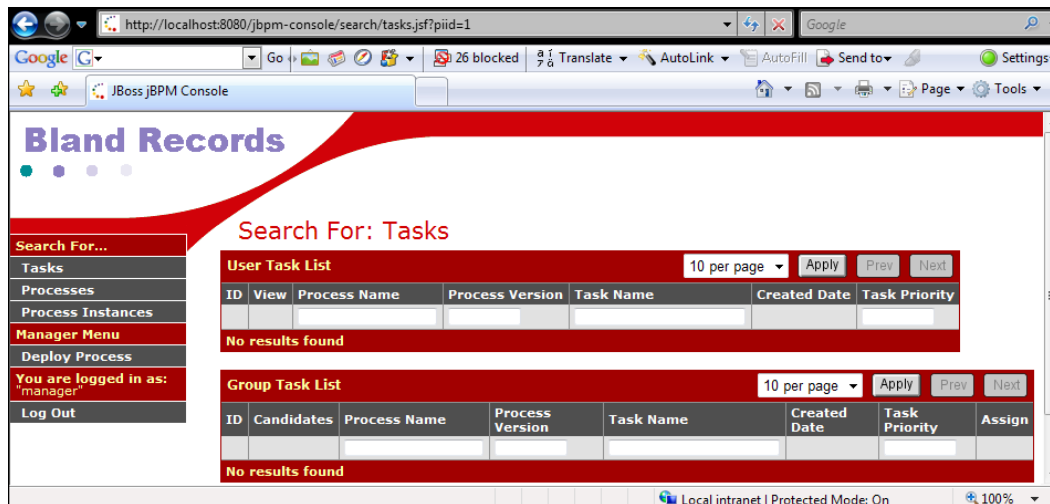 http://localhost:8080/jbpm-console/search/tasks.jsf?piid=1 Google
Google G Go 26 blocked Translate AutoLink AutoFill Send to Settings
JBoss jBPM Console Page Tools
Bland Records
Search For: Tasks
Search For...
Tasks
Processes
Process Instances
Manager Menu
Deploy Process
You are logged in as:
"manager"
Log Out
User Task List 10 per page Apply Prev Next
ID View Process Name Process Version Task Name Created Date Task Priority
No results found
Group Task List 10 per page Apply Prev Next
ID Candidates Process Name Process Version Task Name Created Date Task Priority Assign
No results found
Local intranet | Protected Mode: On 100%